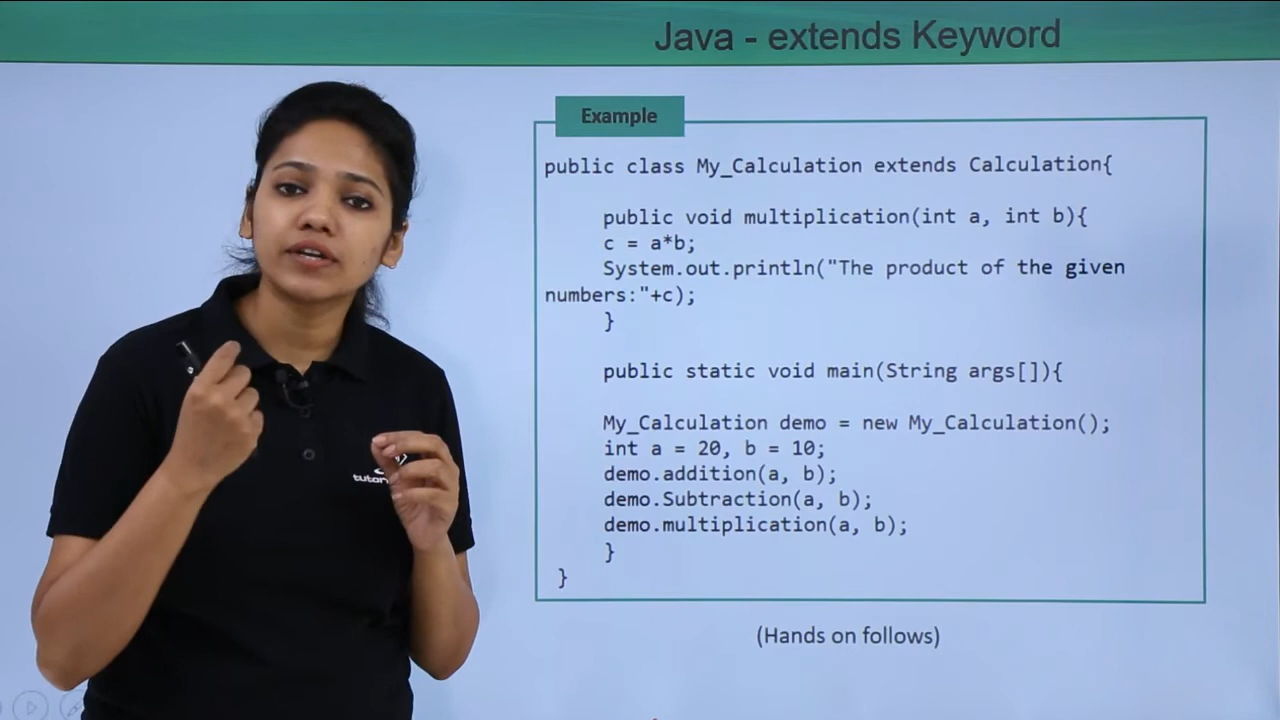 Java - extends Keyword
Example
public class My_Calculation extends Calculation{
public void multiplication(int a, int b){
c = a*b;
System.out.println("The product of the given
numbers:"+c);
}
public static void main(String args[]){
My_Calculation demo = new My_Calculation();
int a = 20, b = 10;
demo.addition(a, b);
demo.Subtraction(a, b);
demo.multiplication(a, b);
}
}
(Hands on follows)